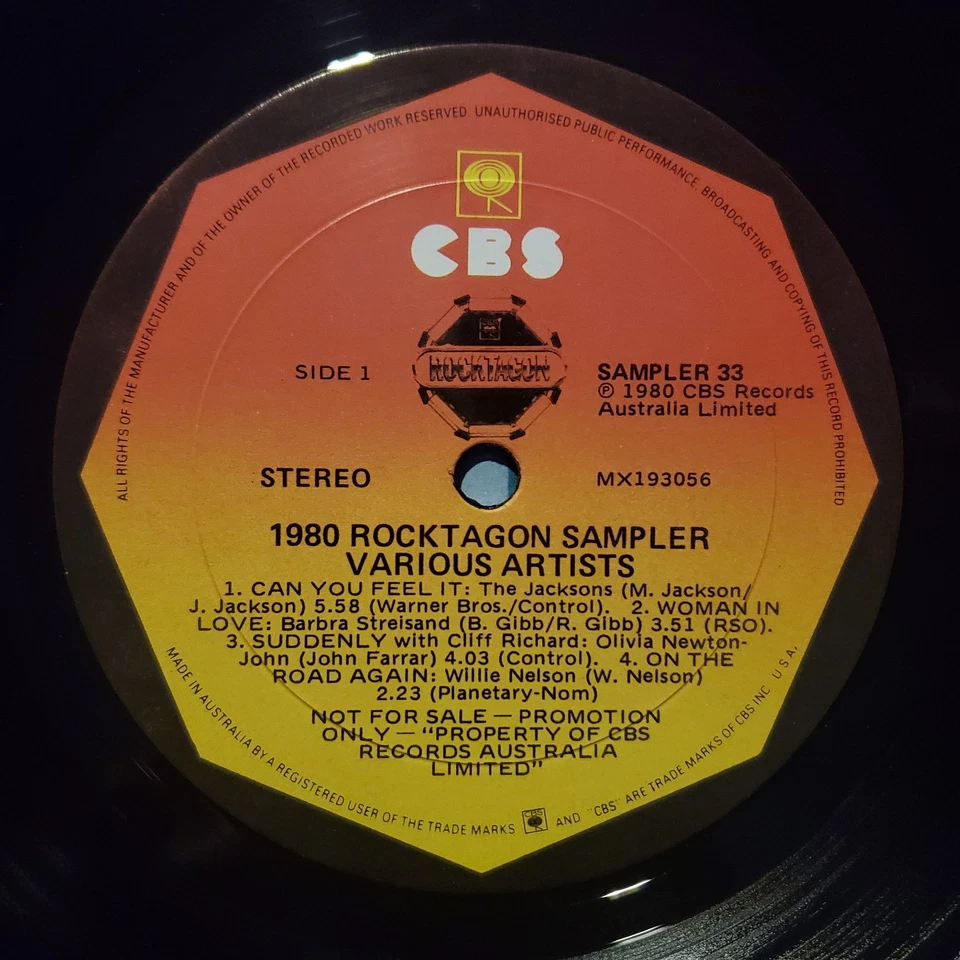 ALL RIGHTS OF THE MANUFACTURER AND OF THE OWNER OF THE RECORDED WORK RESERVED. UNAUTHORISED PUBLIC PERFORMANCE, BROADCASTING AND COPYING OF THIS RECORD PROHIBITED
CBS
ROCKTAGON
SIDE 1
SAMPLER 33
℗ 1980 CBS Records
Australia Limited
STEREO
MX193056
1980 ROCKTAGON SAMPLER
VARIOUS ARTISTS
1. CAN YOU FEEL IT: The Jacksons (M. Jackson/
J. Jackson) 5.58 (Warner Bros./Control). 2. WOMAN IN
LOVE: Barbra Streisand (B. Gibb/R. Gibb) 3.51 (RSO).
3. SUDDENLY with Cliff Richard: Olivia Newton-
John (John Farrar) 4.03 (Control). 4. ON THE
ROAD AGAIN: Willie Nelson (W. Nelson)
2.23 (Planetary-Nom)
NOT FOR SALE — PROMOTION
ONLY — "PROPERTY OF CBS
RECORDS AUSTRALIA
LIMITED"
MADE IN AUSTRALIA BY A REGISTERED USER OF THE TRADE MARKS CBS AND "CBS" ARE TRADE MARKS OF CBS INC U.S.A.